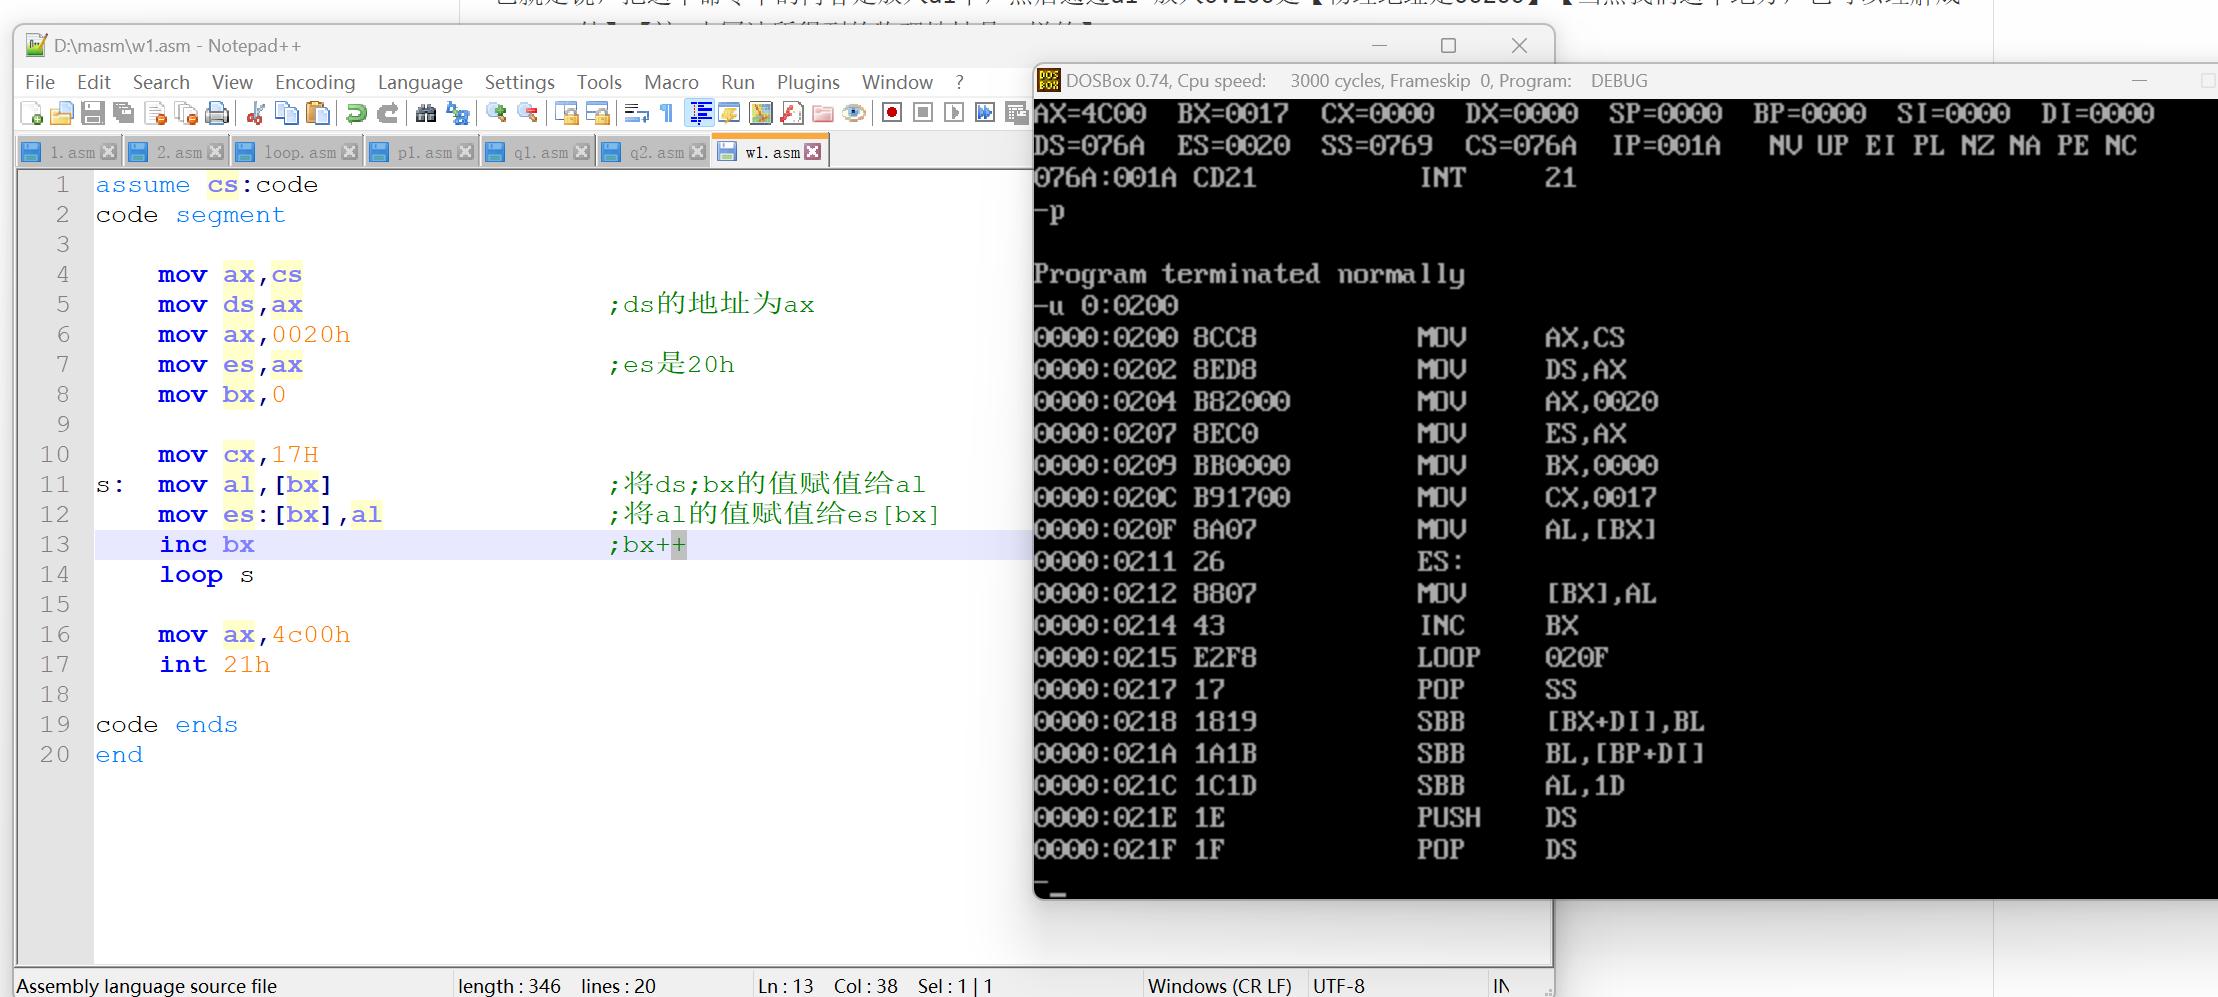 D:\masm\w1.asm - Notepad++
File Edit Search View Encoding Language Settings Tools Macro Run Plugins Window ?
1.asm 2.asm loop.asm p1.asm q1.asm q2.asm w1.asm
1 assume cs:code
2 code segment
3
4 mov ax,cs
5 mov ds,ax ;ds的地址为ax
6 mov ax,0020h
7 mov es,ax ;es是20h
8 mov bx,0
9
10 mov cx,17H
11 s: mov al,[bx] ;将ds;bx的值赋值给al
12 mov es:[bx],al ;将al的值赋值给es[bx]
13 inc bx ;bx++
14 loop s
15
16 mov ax,4c00h
17 int 21h
18
19 code ends
20 end
Assembly language source file length : 346 lines : 20 Ln : 13 Col : 38 Sel : 1 | 1 Windows (CR LF) UTF-8 IN
DOSBox 0.74, Cpu speed: 3000 cycles, Frameskip 0, Program: DEBUG
AX=4C00 BX=0017 CX=0000 DX=0000 SP=0000 BP=0000 SI=0000 DI=0000
DS=076A ES=0020 SS=0769 CS=076A IP=001A NV UP EI PL NZ NA PE NC
076A:001A CD21 INT 21
-p
Program terminated normally
-u 0:0200
0000:0200 8CC8 MOV AX,CS
0000:0202 8ED8 MOV DS,AX
0000:0204 B82000 MOV AX,0020
0000:0207 8EC0 MOV ES,AX
0000:0209 BB0000 MOV BX,0000
0000:020C B91700 MOV CX,0017
0000:020F 8A07 MOV AL,[BX]
0000:0211 26 ES:
0000:0212 8807 MOV [BX],AL
0000:0214 43 INC BX
0000:0215 E2F8 LOOP 020F
0000:0217 17 POP SS
0000:0218 1819 SBB [BX+DI],BL
0000:021A 1A1B SBB BL,[BP+DI]
0000:021C 1C1D SBB AL,1D
0000:021E 1E PUSH DS
0000:021F 1F POP DS
-_